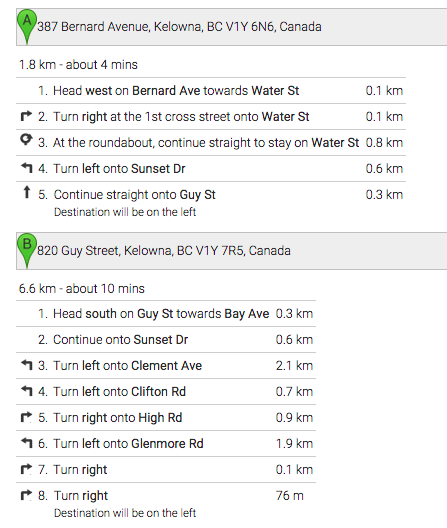 A
387 Bernard Avenue, Kelowna, BC V1Y 6N6, Canada
1.8 km - about 4 mins
1. Head west on Bernard Ave towards Water St 0.1 km
2. Turn right at the 1st cross street onto Water St 0.1 km
3. At the roundabout, continue straight to stay on Water St 0.8 km
4. Turn left onto Sunset Dr 0.6 km
5. Continue straight onto Guy St 0.3 km
Destination will be on the left
B
820 Guy Street, Kelowna, BC V1Y 7R5, Canada
6.6 km - about 10 mins
1. Head south on Guy St towards Bay Ave 0.3 km
2. Continue onto Sunset Dr 0.6 km
3. Turn left onto Clement Ave 2.1 km
4. Turn left onto Clifton Rd 0.7 km
5. Turn right onto High Rd 0.9 km
6. Turn left onto Glenmore Rd 1.9 km
7. Turn right 0.1 km
8. Turn right 76 m
Destination will be on the left